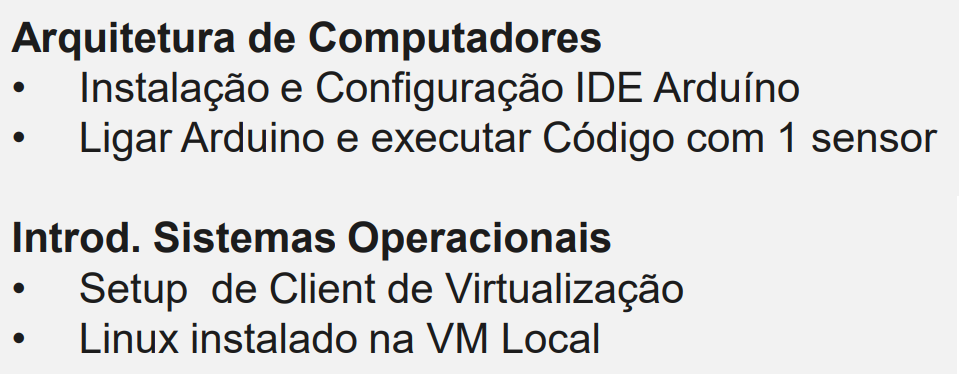 Arquitetura de Computadores
• Instalação e Configuração IDE Arduíno
• Ligar Arduino e executar Código com 1 sensor
Introd. Sistemas Operacionais
• Setup  de Client de Virtualização
• Linux instalado na VM Local